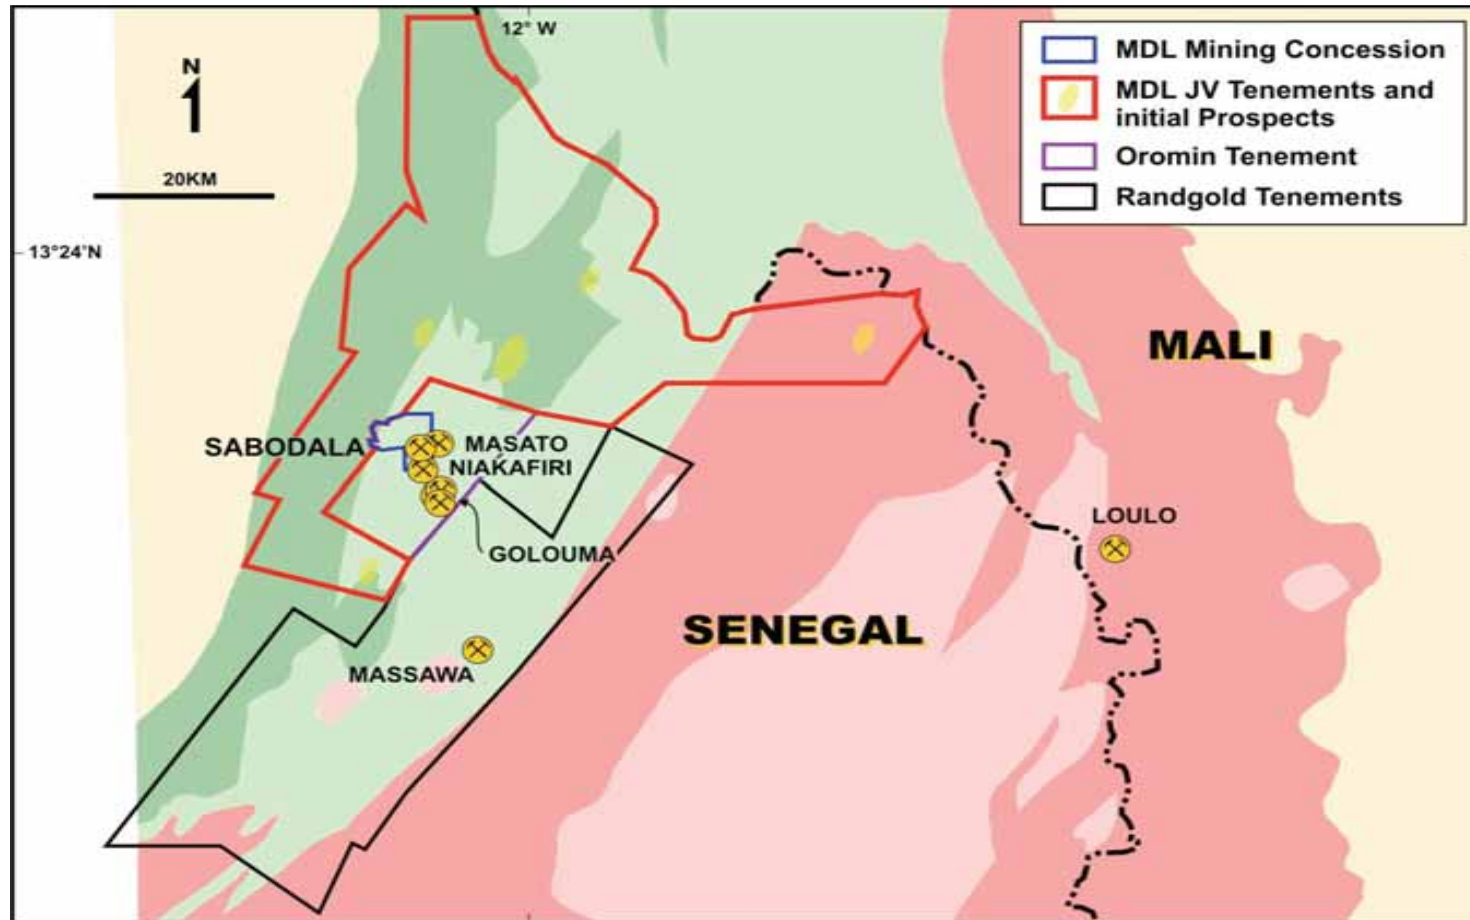 12° W
MDL Mining Concession
N
MDL JV Tenements and
initial Prospects
Oromin Tenement
20KM
Randgold Tenements
13°24'N
MALI
SABODALA
MASATO
NIAKAFIRI
LOULO
GOLOUMA
SENEGAL
MASSAWA